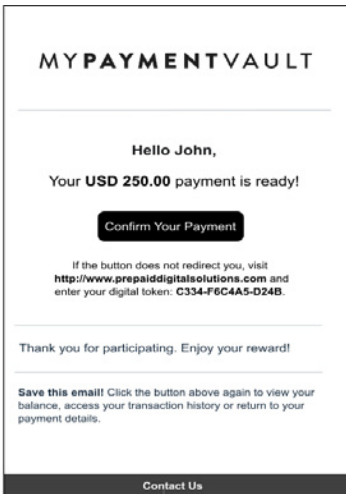 MYPAYMENTVAULT
Hello John,
Your USD 250.00 payment is ready!
Confirm Your Payment
If the button does not redirect you, visit
http://www.prepaiddigitalsolutions.com and
enter your digital token: C334-F6C4A5-D24B.
Thank you for participating. Enjoy your reward!
Save this email! Click the button above again to view your
balance, access your transaction history or return to your
payment details.
Contact Us